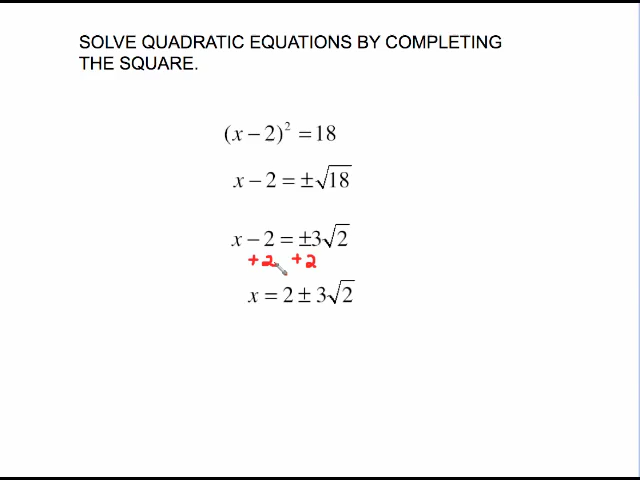 SOLVE QUADRATIC EQUATIONS BY COMPLETING
THE SQUARE.
(x − 2)² = 18
x − 2 = ±√18
x − 2 = ±3√2
+2 +2
x = 2 ± 3√2